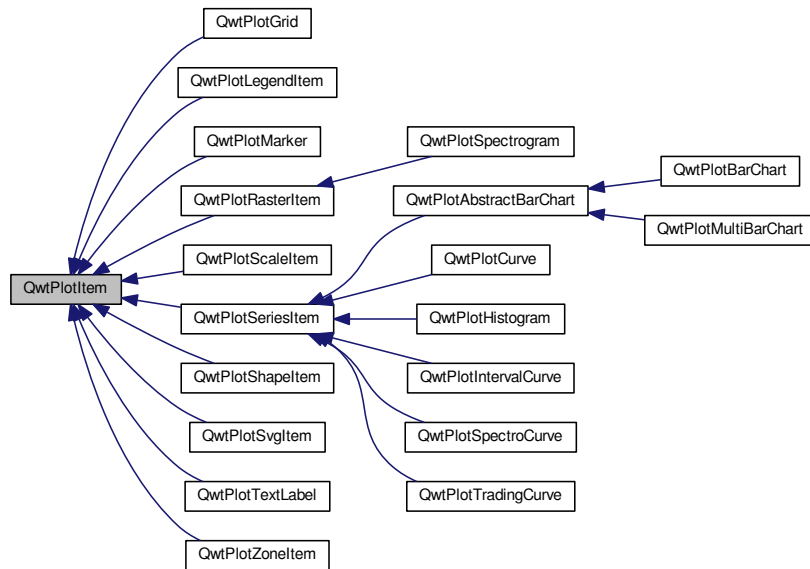 QwtPlotGrid
QwtPlotLegendItem
QwtPlotMarker
QwtPlotSpectrogram
QwtPlotBarChart
QwtPlotRasterItem
QwtPlotAbstractBarChart
QwtPlotMultiBarChart
QwtPlotScaleItem
QwtPlotCurve
QwtPlotItem
QwtPlotSeriesItem
QwtPlotHistogram
QwtPlotShapeItem
QwtPlotIntervalCurve
QwtPlotSvgItem
QwtPlotSpectroCurve
QwtPlotTextLabel
QwtPlotTradingCurve
QwtPlotZoneItem